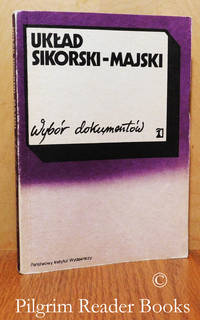 UKŁAD
SIKORSKI-MAJSKI
Wybór dokumentów
Państwowy Instytut Wydawniczy
Pilgrim Reader Books